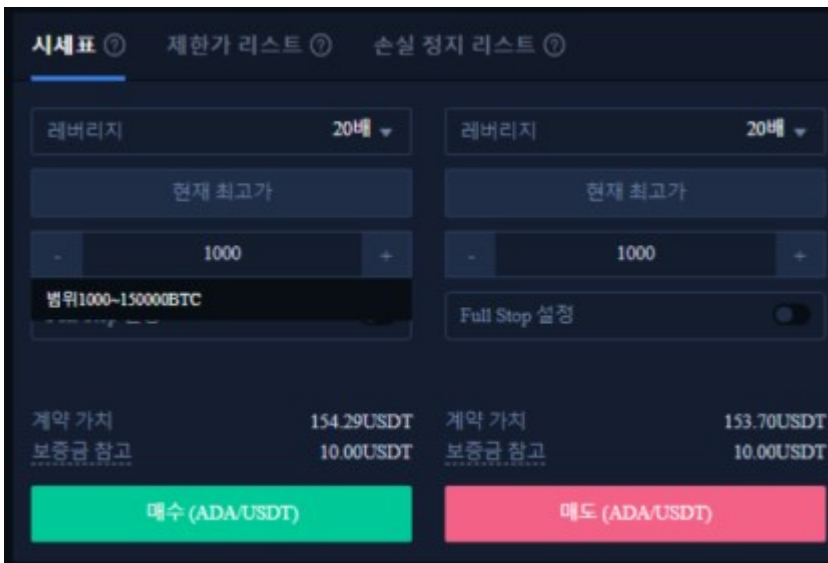 시세표 제한가 리스트 손실 정지 리스트
레버리지 20배 레버리지 20배
현재 최고가 현재 최고가
- 1000 + - 1000 +
범위1000~150000BTC
Full Stop 설정
계약 가치 154.29USDT 계약 가치 153.70USDT
보증금 참고 10.00USDT 보증금 참고 10.00USDT
매수 (ADA/USDT) 매도 (ADA/USDT)